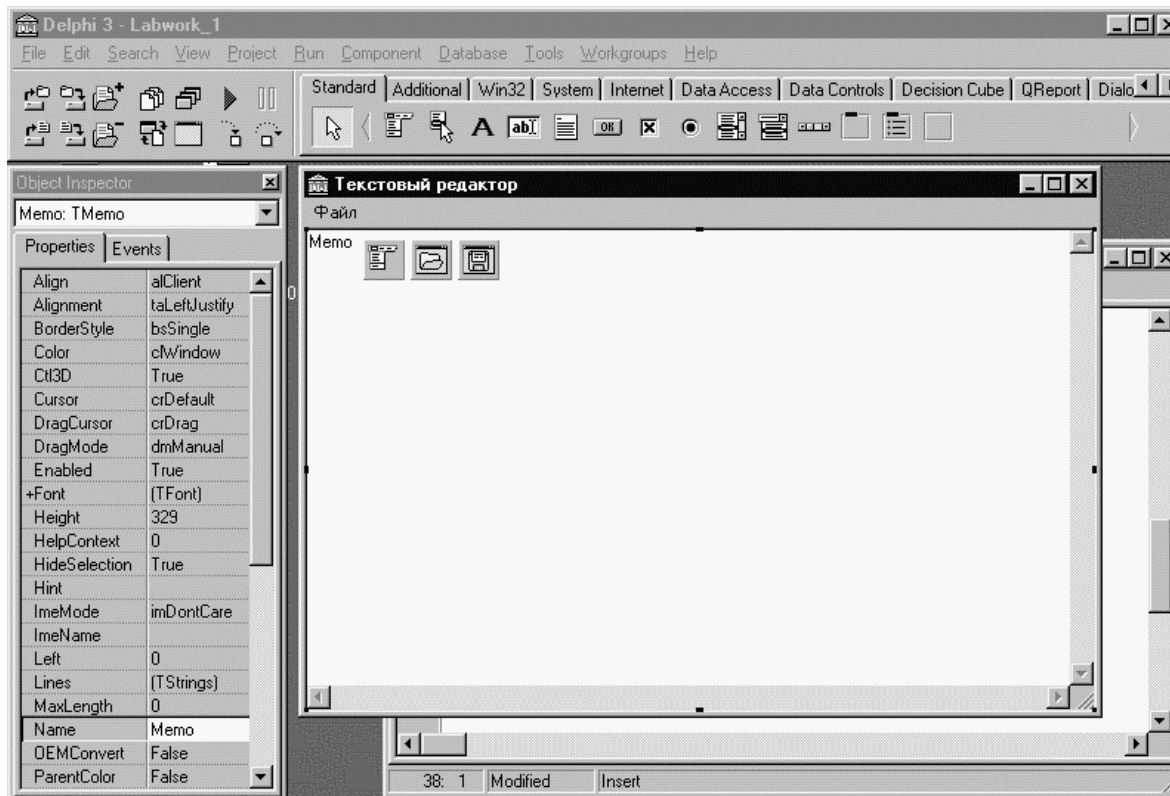 Delphi 3 - Labwork_1
File Edit Search View Project Run Component Database Tools Workgroups Help
Standard Additional Win32 System Internet Data Access Data Controls Decision Cube QReport Dialo
A ab OK
Object Inspector
Memo: TMemo
Properties Events
Align alClient
Alignment taLeftJustify
BorderStyle bsSingle
Color clWindow
Ctl3D True
Cursor crDefault
DragCursor crDrag
DragMode dmManual
Enabled True
+Font (TFont)
Height 329
HelpContext 0
HideSelection True
Hint
ImeMode imDontCare
ImeName
Left 0
Lines (TStrings)
MaxLength 0
Name Memo
OEMConvert False
ParentColor False
Текстовый редактор
Файл
Memo
38: 1 Modified Insert